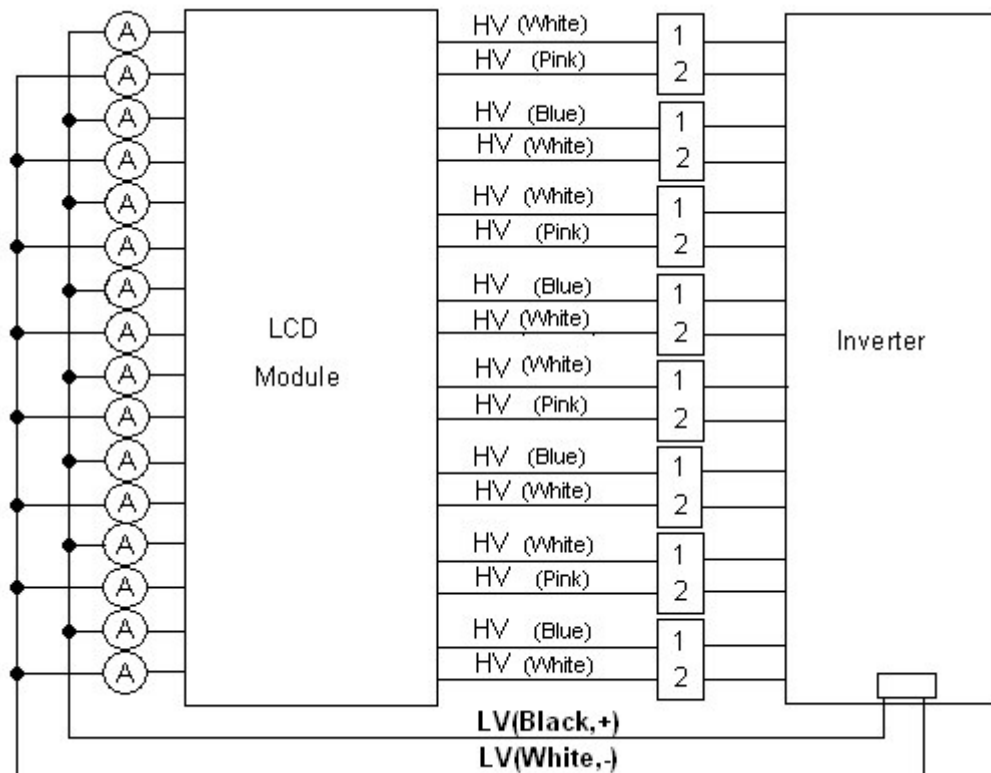 A
HV (White)
1
A
HV (Pink)
2
A
HV (Blue)
1
A
HV (White)
2
A
HV (White)
1
A
HV (Pink)
2
A
HV (Blue)
1
A
HV (White)
2
LCD
Module
Inverter
A
HV (White)
1
A
HV (Pink)
2
A
HV (Blue)
1
A
HV (White)
2
A
HV (White)
1
A
HV (Pink)
2
A
HV (Blue)
1
A
HV (White)
2
LV(Black,+)
LV(White,-)